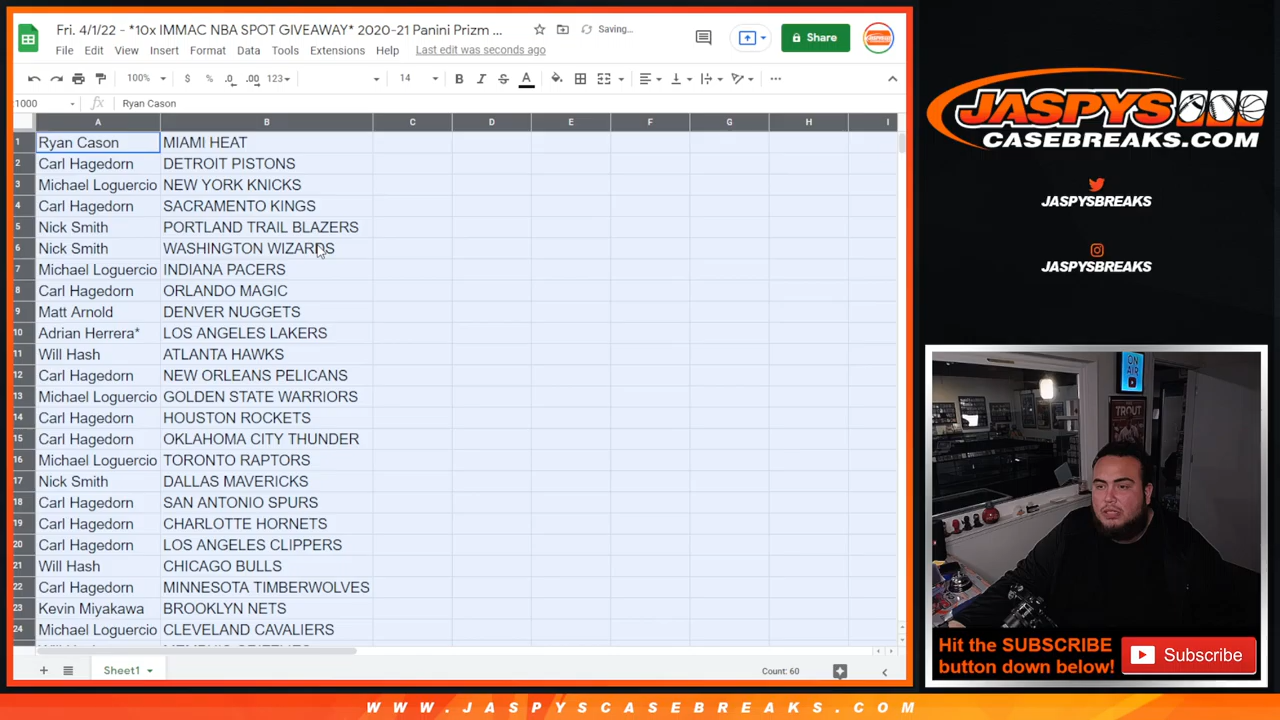 Fri. 4/1/22 - *10x IMMAC NBA SPOT GIVEAWAY* 2020-21 Panini Prizm ...
Saving...
File Edit View Insert Format Data Tools Extensions Help Last edit was seconds ago
Share
100% $ % .0 .00 123 14 B I S A
1000 fx Ryan Cason
A B C D E F G H I
1 Ryan Cason MIAMI HEAT
2 Carl Hagedorn DETROIT PISTONS
3 Michael Loguercio NEW YORK KNICKS
4 Carl Hagedorn SACRAMENTO KINGS
5 Nick Smith PORTLAND TRAIL BLAZERS
6 Nick Smith WASHINGTON WIZARDS
7 Michael Loguercio INDIANA PACERS
8 Carl Hagedorn ORLANDO MAGIC
9 Matt Arnold DENVER NUGGETS
10 Adrian Herrera* LOS ANGELES LAKERS
11 Will Hash ATLANTA HAWKS
12 Carl Hagedorn NEW ORLEANS PELICANS
13 Michael Loguercio GOLDEN STATE WARRIORS
14 Carl Hagedorn HOUSTON ROCKETS
15 Carl Hagedorn OKLAHOMA CITY THUNDER
16 Michael Loguercio TORONTO RAPTORS
17 Nick Smith DALLAS MAVERICKS
18 Carl Hagedorn SAN ANTONIO SPURS
19 Carl Hagedorn CHARLOTTE HORNETS
20 Carl Hagedorn LOS ANGELES CLIPPERS
21 Will Hash CHICAGO BULLS
22 Carl Hagedorn MINNESOTA TIMBERWOLVES
23 Kevin Miyakawa BROOKLYN NETS
24 Michael Loguercio CLEVELAND CAVALIERS
Sheet1
Count: 60
JASPYS
CASEBREAKS.COM
JASPYSBREAKS
JASPYSBREAKS
ON
AIR
TROUT
Hit the SUBSCRIBE
button down below!
Subscribe
WWW.JASPYSCASEBREAKS.COM